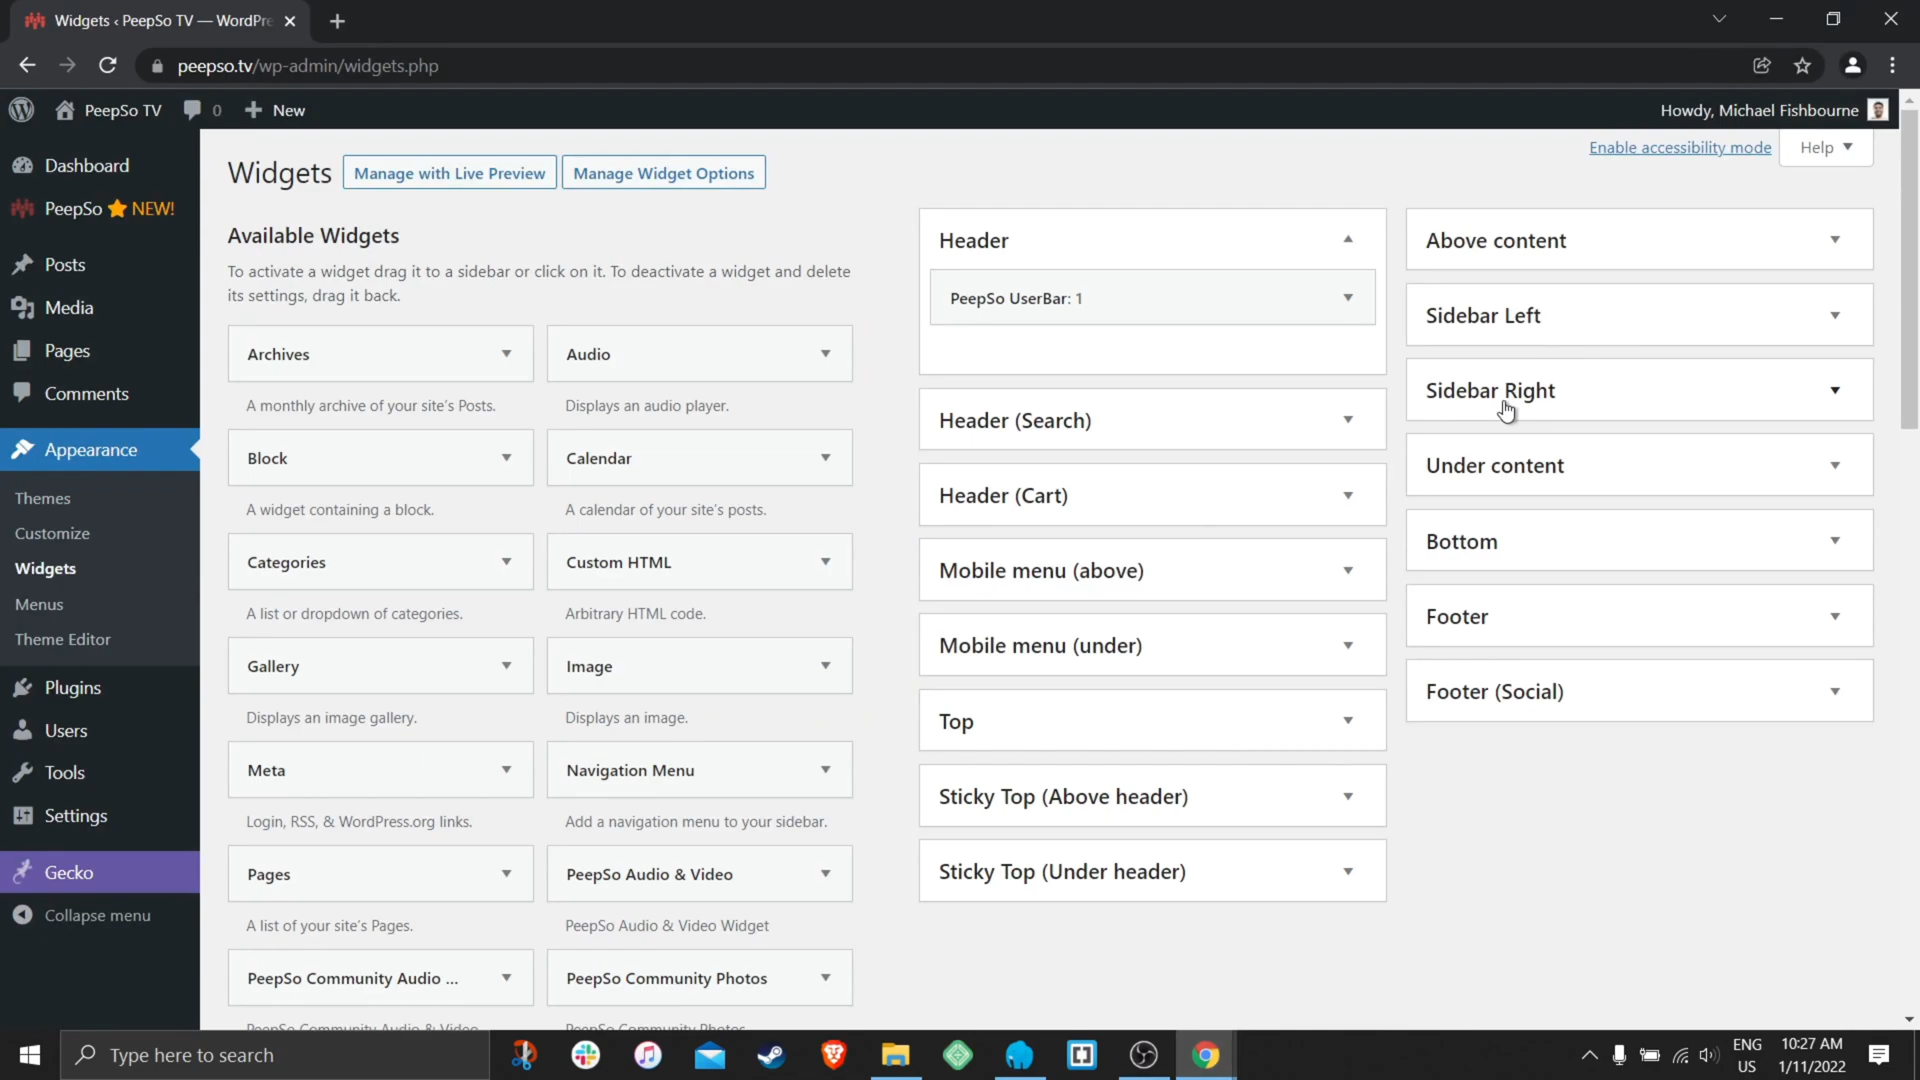 Widgets ‹ PeepSo TV — WordPre
peepso.tv/wp-admin/widgets.php
PeepSo TV
0
New
Howdy, Michael Fishbourne
Dashboard
PeepSo NEW!
Posts
Media
Pages
Comments
Appearance
Themes
Customize
Widgets
Menus
Theme Editor
Plugins
Users
Tools
Settings
Gecko
Collapse menu
Enable accessibility mode
Help
Widgets
Manage with Live Preview
Manage Widget Options
Available Widgets
To activate a widget drag it to a sidebar or click on it. To deactivate a widget and delete
its settings, drag it back.
Archives
A monthly archive of your site's Posts.
Audio
Displays an audio player.
Block
A widget containing a block.
Calendar
A calendar of your site's posts.
Categories
A list or dropdown of categories.
Custom HTML
Arbitrary HTML code.
Gallery
Displays an image gallery.
Image
Displays an image.
Meta
Login, RSS, & WordPress.org links.
Navigation Menu
Add a navigation menu to your sidebar.
Pages
A list of your site's Pages.
PeepSo Audio & Video
PeepSo Audio & Video Widget
PeepSo Community Audio ...
PeepSo Community Audio & Video
PeepSo Community Photos
PeepSo Community Photos
Header
PeepSo UserBar: 1
Header (Search)
Header (Cart)
Mobile menu (above)
Mobile menu (under)
Top
Sticky Top (Above header)
Sticky Top (Under header)
Above content
Sidebar Left
Sidebar Right
Under content
Bottom
Footer
Footer (Social)
Type here to search
ENG
US
10:27 AM
1/11/2022